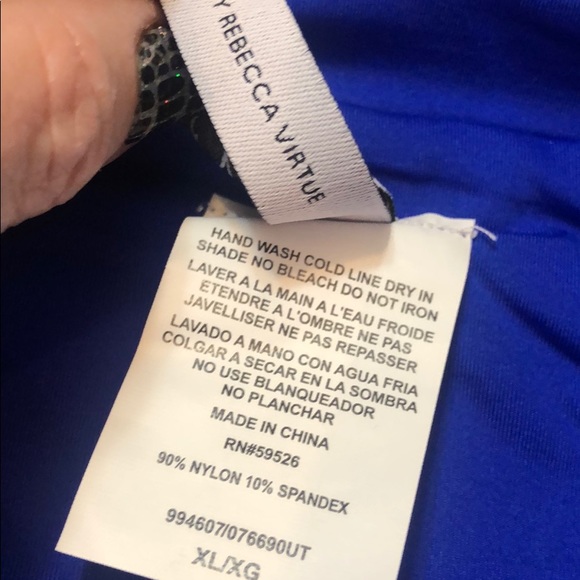 Y REBECCA VIRTUE
HAND WASH COLD LINE DRY IN
SHADE NO BLEACH DO NOT IRON
LAVER A LA MAIN A L'EAU FROIDE
ETENDRE A L'OMBRE NE PAS
JAVELLISER NE PAS REPASSER
LAVADO A MANO CON AGUA FRIA
COLGAR A SECAR EN LA SOMBRA
NO USE BLANQUEADOR
NO PLANCHAR
MADE IN CHINA
RN#59526
90% NYLON 10% SPANDEX
994607/076690UT
XL/XG